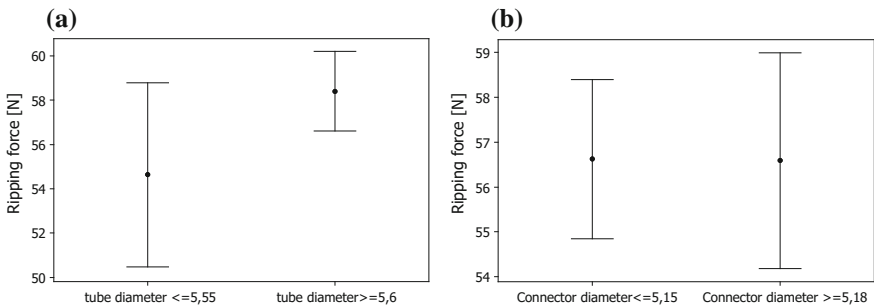 (a)
Ripping force [N]
60
58
56
54
52
50
tube diameter <=5,55
tube diameter>=5,6
(b)
Ripping force [N]
59
58
57
56
55
54
Connector diameter<=5,15
Connector diameter >=5,18